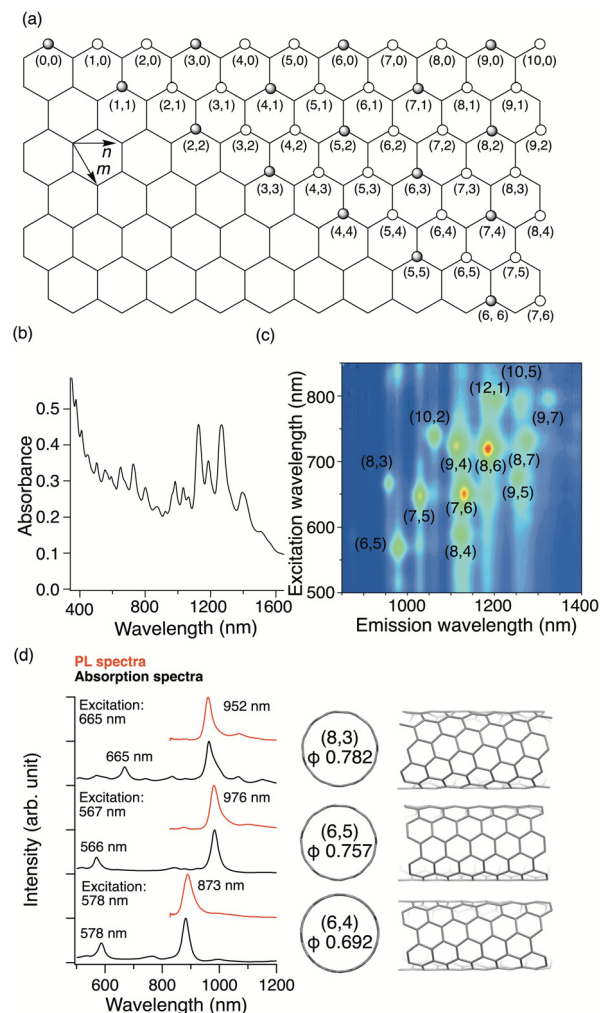 (a)
(0,0) (1,0) (2,0) (3,0) (4,0) (5,0) (6,0) (7,0) (8,0) (9,0) (10,0)
(1,1) (2,1) (3,1) (4,1) (5,1) (6,1) (7,1) (8,1) (9,1)
(2,2) (3,2) (4,2) (5,2) (6,2) (7,2) (8,2) (9,2)
n
m
(3,3) (4,3) (5,3) (6,3) (7,3) (8,3)
(4,4) (5,4) (6,4) (7,4) (8,4)
(5,5) (6,5) (7,5)
(6, 6) (7,6)
(b)
Absorbance
0.5
0.4
0.3
0.2
0.1
0.0
400 800 1200 1600
Wavelength (nm)
(c)
Excitation wavelength (nm)
800
700
600
500
(10,5)
(12,1)
(10,2)
(9,7)
(8,3)
(9,4) (8,6) (8,7)
(7,5)
(7,6)
(9,5)
(6,5)
(8,4)
1000 1200 1400
Emission wavelength (nm)
(d)
PL spectra
Absorption spectra
Intensity (arb. unit)
Excitation:
665 nm
952 nm
665 nm
Excitation:
567 nm
976 nm
566 nm
Excitation:
578 nm
873 nm
578 nm
600 800 1000 1200
Wavelength (nm)
(8,3)
ϕ 0.782
(6,5)
ϕ 0.757
(6,4)
ϕ 0.692